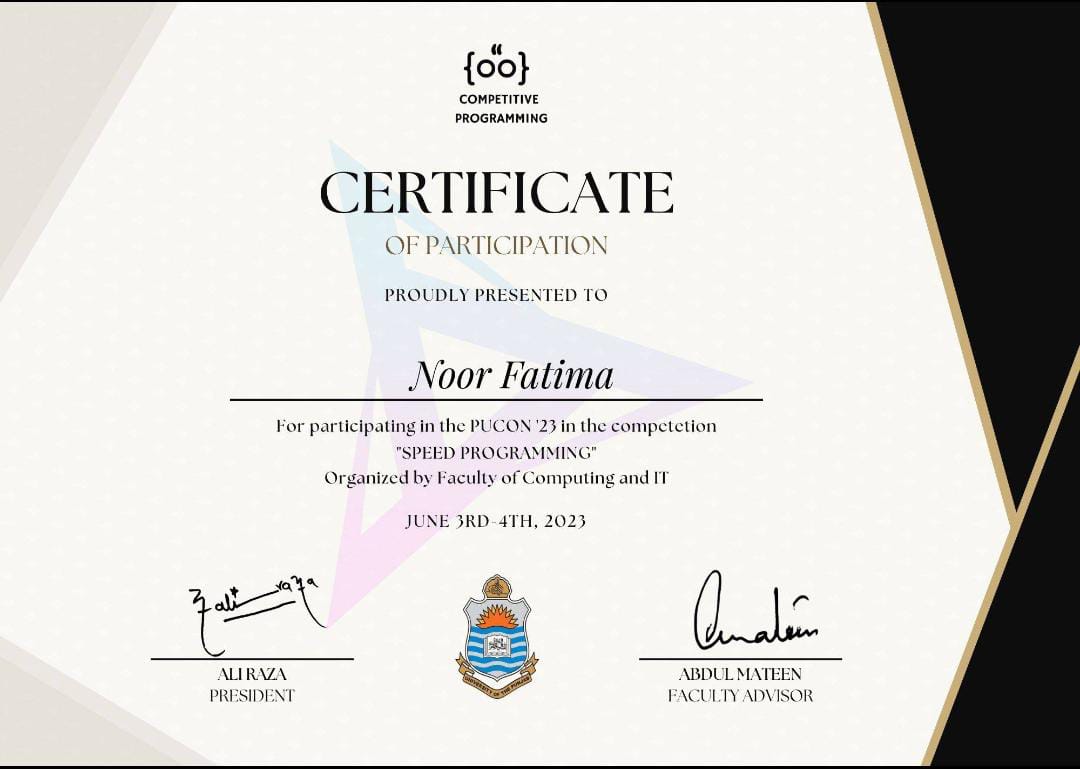 COMPETITIVE
PROGRAMMING
CERTIFICATE
OF PARTICIPATION
PROUDLY PRESENTED TO
Noor Fatima
For participating in the PUCON '23 in the competetion
"SPEED PROGRAMMING"
Organized by Faculty of Computing and IT
JUNE 3RD-4TH, 2023
ali raza
Amateen
UNIVERSITY OF THE PUNJAB
ALI RAZA
PRESIDENT
ABDUL MATEEN
FACULTY ADVISOR